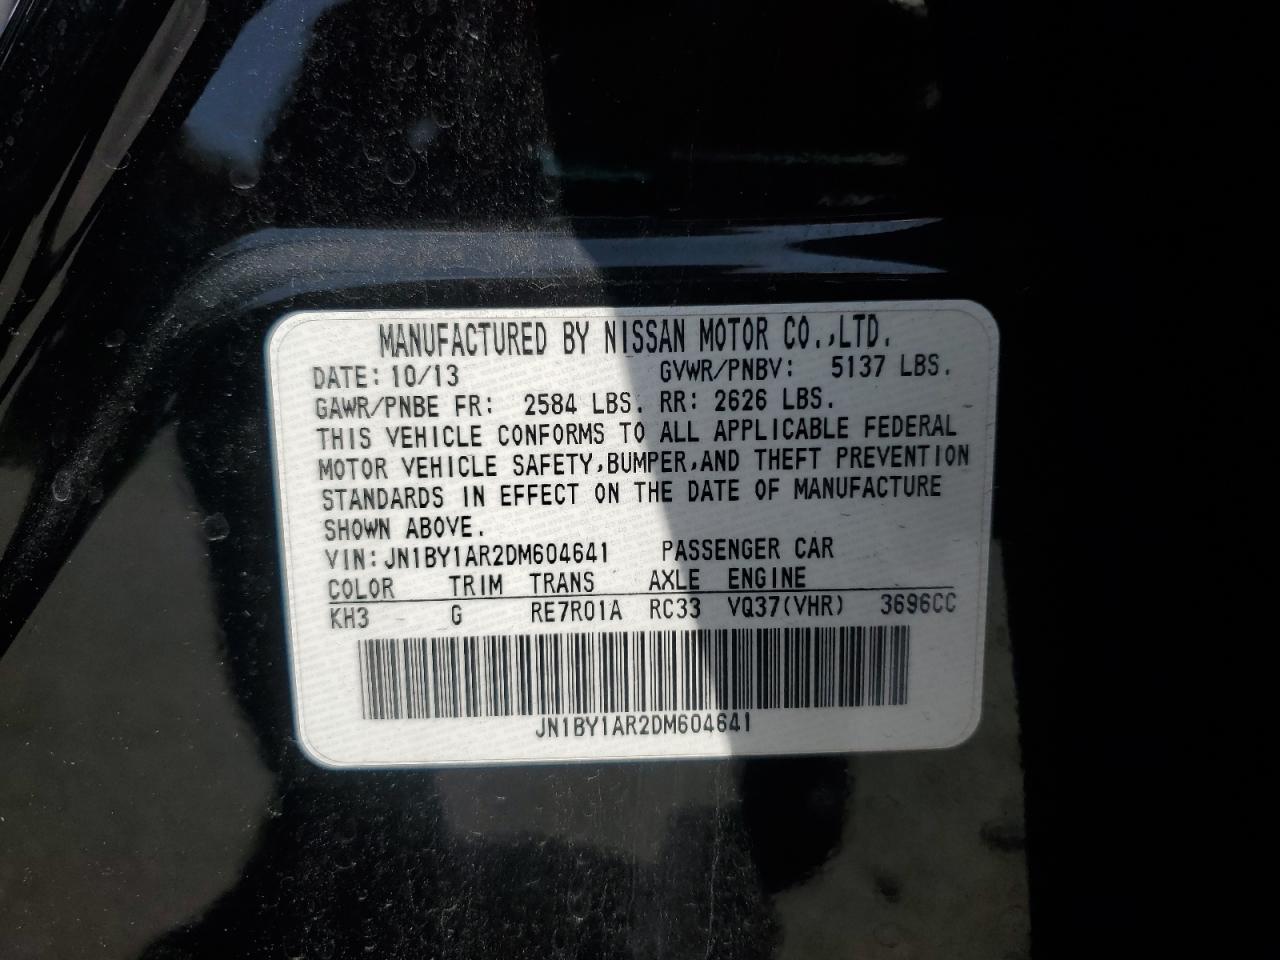 MANUFACTURED BY NISSAN MOTOR CO.,LTD.
DATE: 10/13 GVWR/PNBV: 5137 LBS.
GAWR/PNBE FR: 2584 LBS. RR: 2626 LBS.
THIS VEHICLE CONFORMS TO ALL APPLICABLE FEDERAL
MOTOR VEHICLE SAFETY,BUMPER,AND THEFT PREVENTION
STANDARDS IN EFFECT ON THE DATE OF MANUFACTURE
SHOWN ABOVE.
VIN:JN1BY1AR2DM604641 PASSENGER CAR
COLOR TRIM TRANS AXLE ENGINE
KH3 G RE7R01A RC33 VQ37(VHR) 3696CC
JN1BY1AR2DM604641